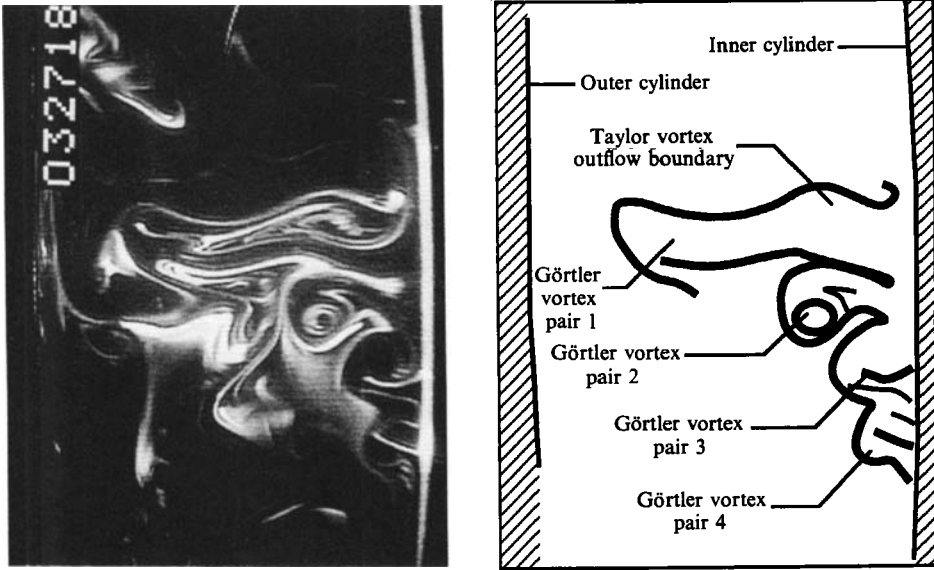 032718
Inner cylinder
Outer cylinder
Taylor vortex
outflow boundary
Görtler
vortex
pair 1
Görtler vortex
pair 2
Görtler vortex
pair 3
Görtler vortex
pair 4